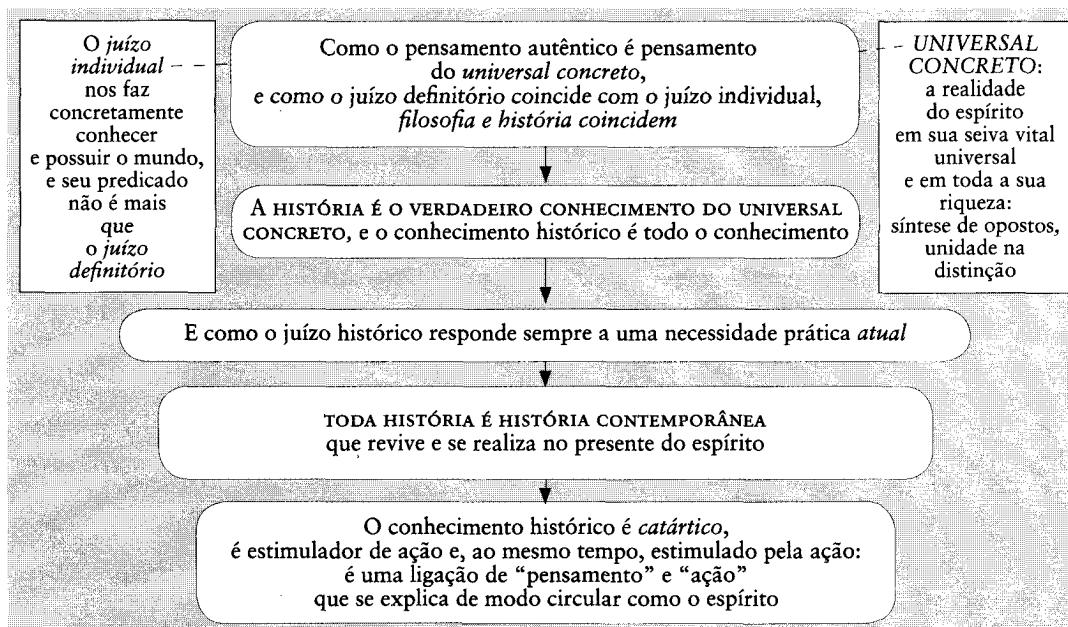 O juízo
individual
nos faz
concretamente
conhecer
e possuir o mundo,
e seu predicado
não é mais
que
o juízo
definitório
Como o pensamento autêntico é pensamento
do universal concreto,
e como o juízo definitório coincide com o juízo individual,
filosofia e história coincidem
UNIVERSAL
CONCRETO:
a realidade
do espírito
em sua seiva vital
universal
e em toda a sua
riqueza:
síntese de opostos,
unidade na
distinção
A HISTÓRIA É O VERDADEIRO CONHECIMENTO DO UNIVERSAL
CONCRETO, e o conhecimento histórico é todo o conhecimento
E como o juízo histórico responde sempre a uma necessidade prática atual
TODA HISTÓRIA É HISTÓRIA CONTEMPORÂNEA
que revive e se realiza no presente do espírito
O conhecimento histórico é catártico,
é estimulador de ação e, ao mesmo tempo, estimulado pela ação:
é uma ligação de “pensamento” e “ação”
que se explica de modo circular como o espírito